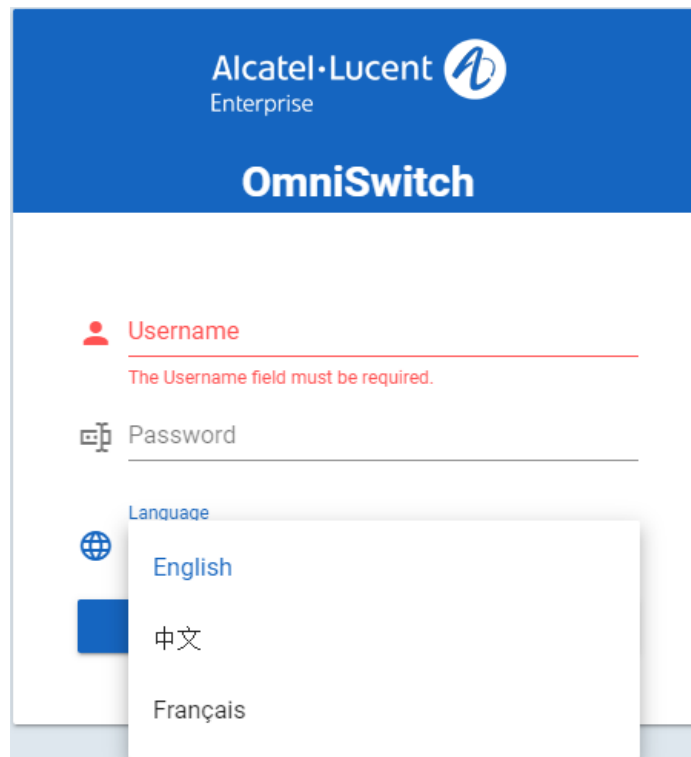 Alcatel·Lucent
Enterprise
OmniSwitch
Username
The Username field must be required.
Password
Language
English
中文
Français